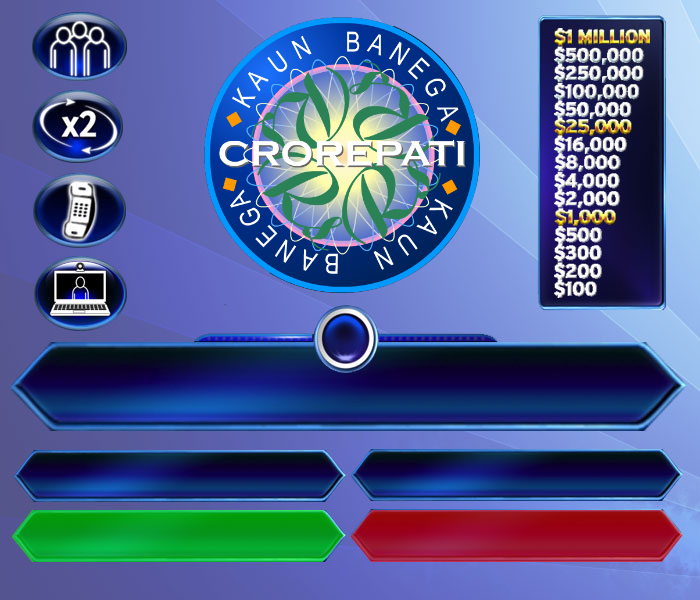 x2
KAUN BANEGA
CROREPATI
KAUN BANEGA
$1 MILLION
$500,000
$250,000
$100,000
$50,000
$25,000
$16,000
$8,000
$4,000
$2,000
$1,000
$500
$300
$200
$100